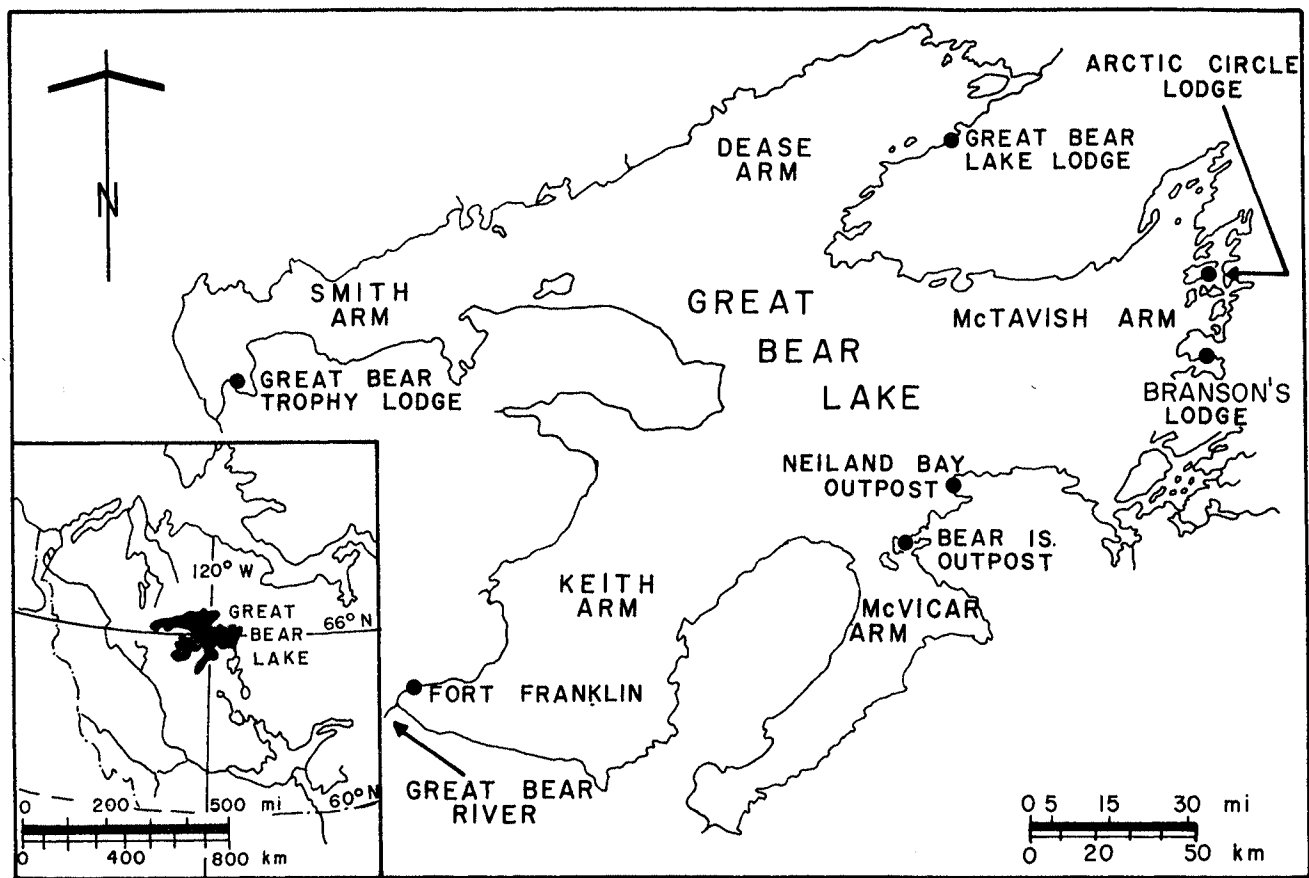 ARCTIC CIRCLE
LODGE
N
DEASE
ARM
GREAT BEAR
LAKE LODGE
SMITH
ARM
GREAT
BEAR
LAKE
McTAVISH ARM
GREAT BEAR
TROPHY LODGE
BRANSON'S
LODGE
NEILAND BAY
OUTPOST
BEAR IS.
OUTPOST
KEITH
ARM
McVICAR
ARM
FORT FRANKLIN
GREAT BEAR
RIVER
120° W
GREAT
BEAR
LAKE
66° N
60° N
0 200 500 mi
0 400 800 km
0 5 15 30 mi
0 20 50 km